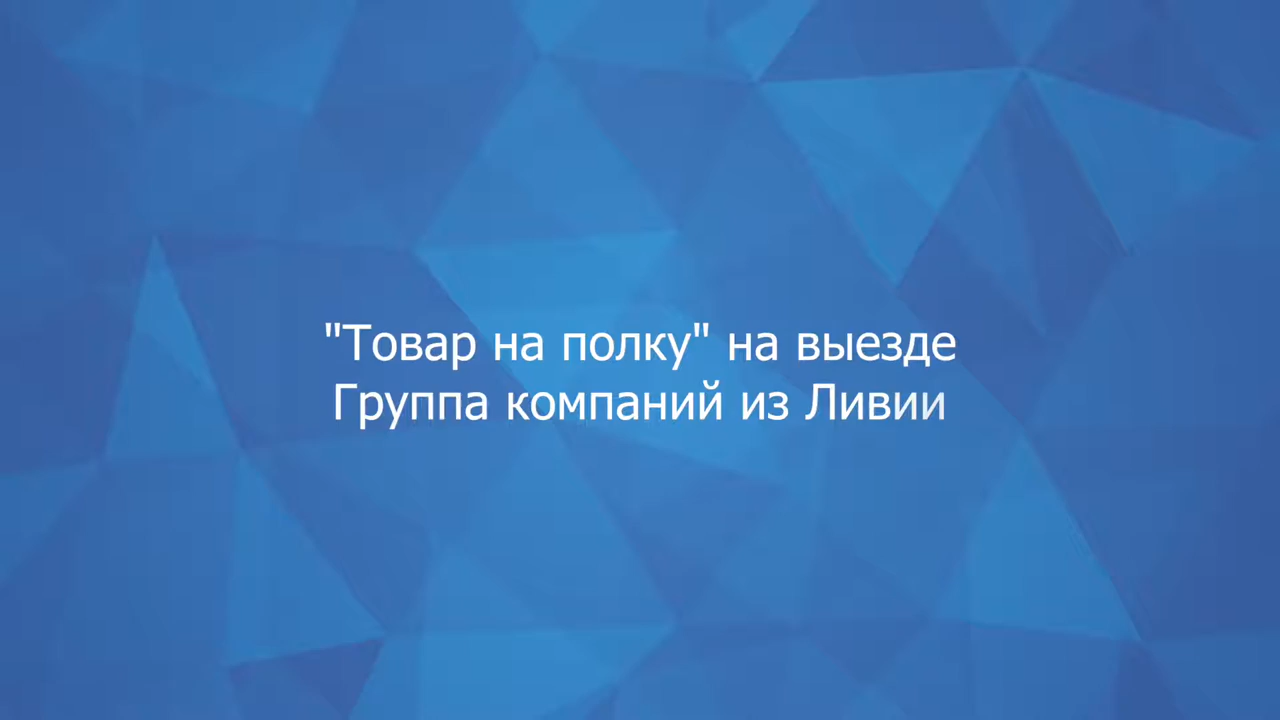 "Товар на полку" на выезде
Группа компаний из Ливии